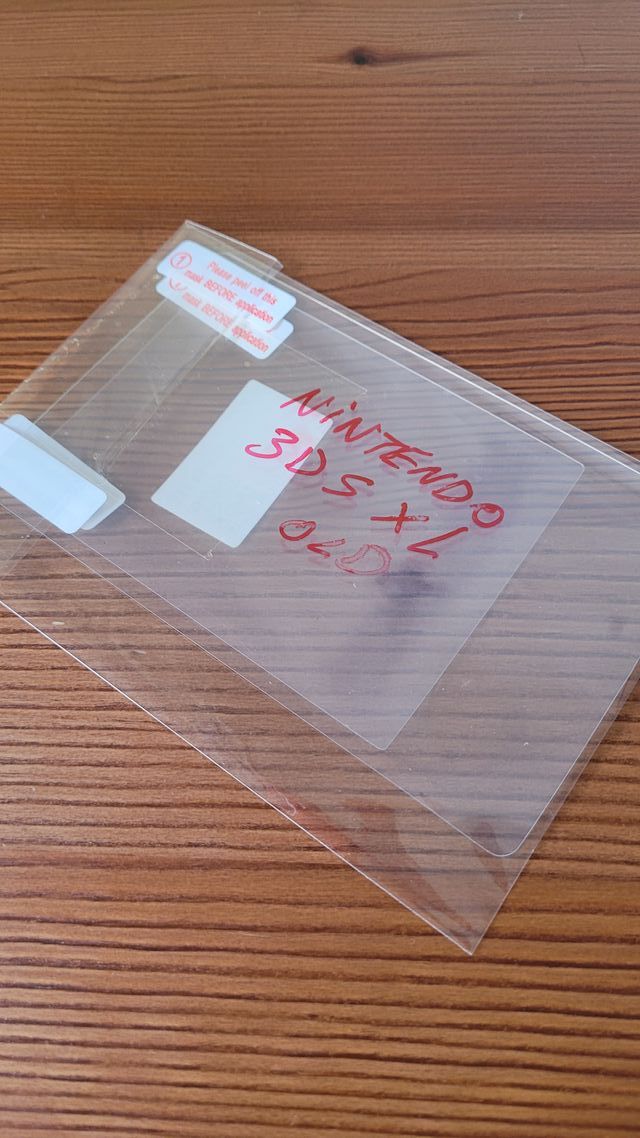 1 Please peel off this
mask BEFORE application
mask BEFORE application
NiNTENDO
3DS XL
OLD